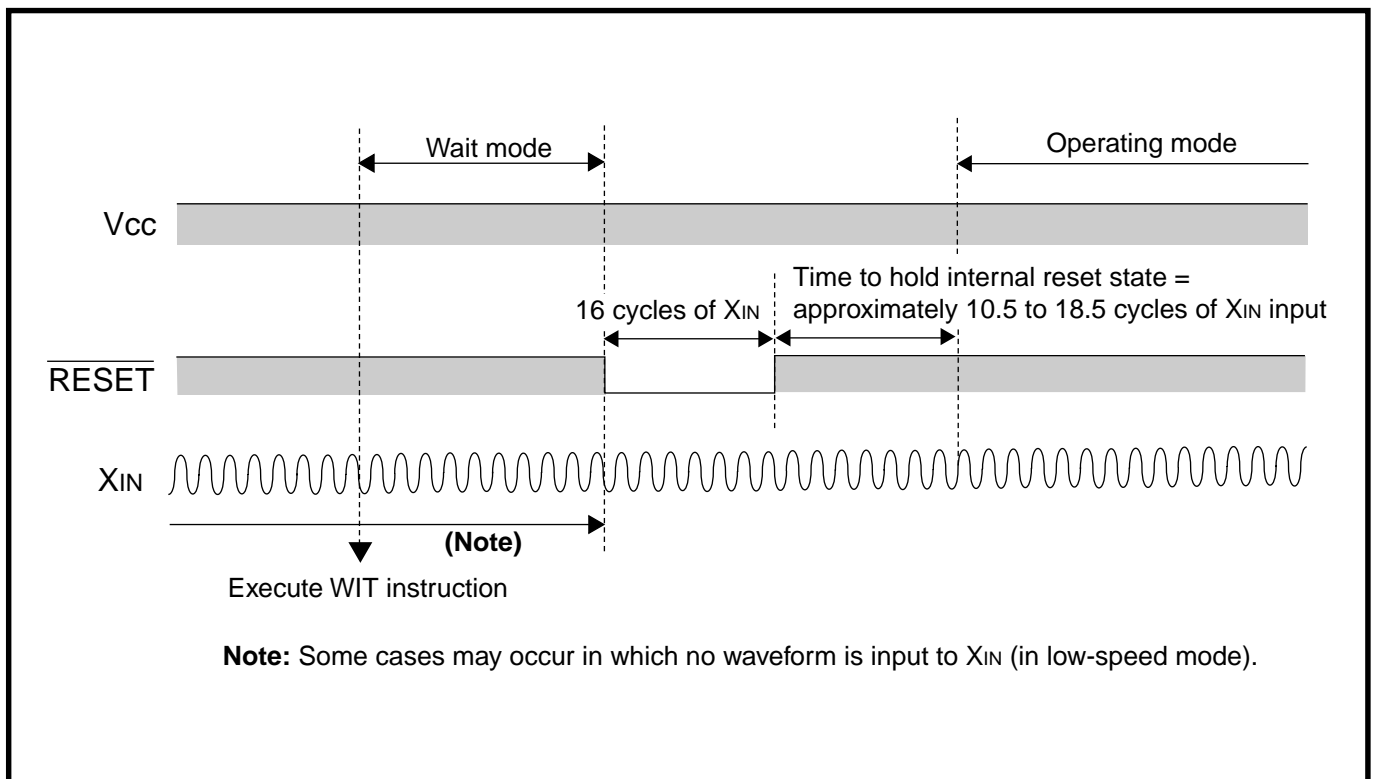 Wait mode
Operating mode
Vcc
Time to hold internal reset state =
approximately 10.5 to 18.5 cycles of XIN input
16 cycles of XIN
RESET
XIN
(Note)
Execute WIT instruction
Note: Some cases may occur in which no waveform is input to XIN (in low-speed mode).